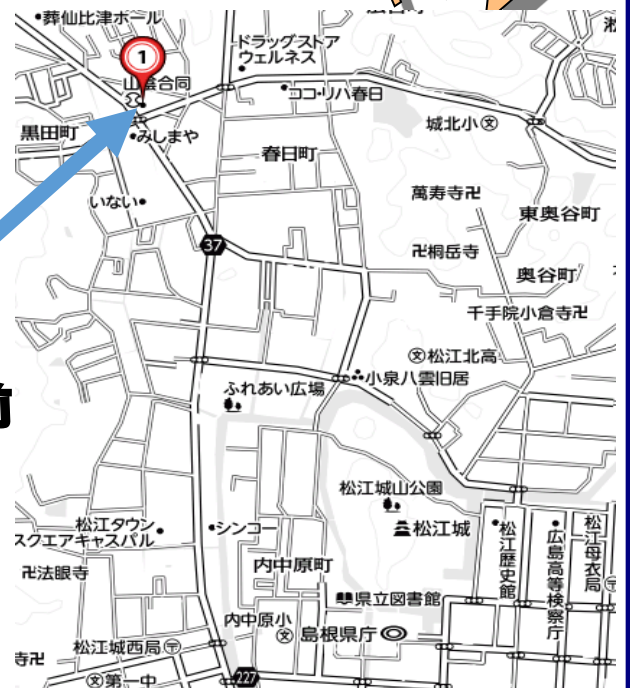 葬仙比津ホール
ドラッグストア
ウェルネス
1
山陰合同
ココ・リハ春日
城北小
黒田町
みしまや
春日町
いない
萬寿寺卍
東奥谷町
37
卍桐岳寺
奥谷町
千手院小倉寺卍
松江北高
小泉八雲旧居
ふれあい広場
前
松江城山公園
松江タウン
スクエアキャスパル
シンコー
松江城
松江歴史館
広島高等検察庁
松江母衣局
内中原町
卍法眼寺
県立図書館
内中原小
島根県庁
松江城西局
寺卍
227
第一中